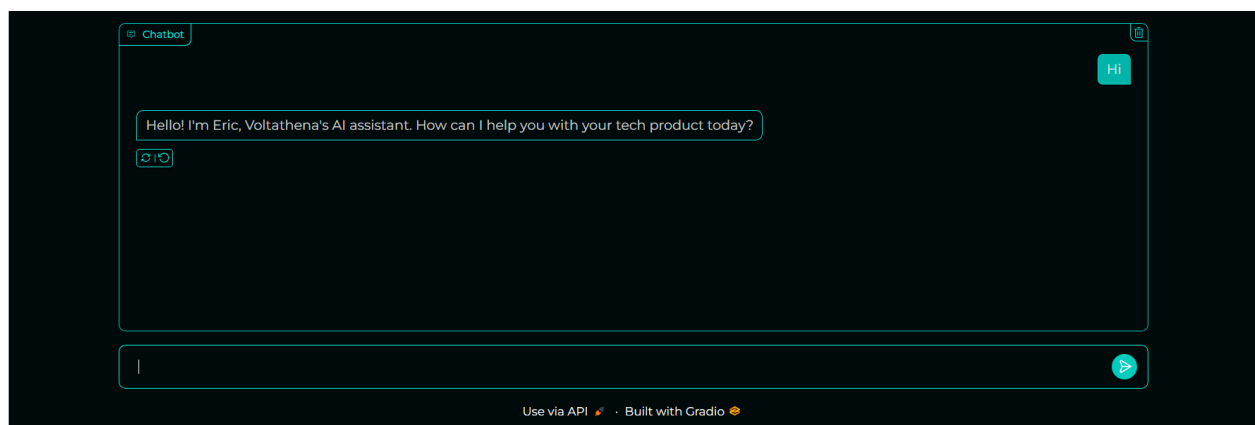 Chatbot
Hi
Hello! I'm Eric, Voltathena's AI assistant. How can I help you with your tech product today?
Use via API · Built with Gradio